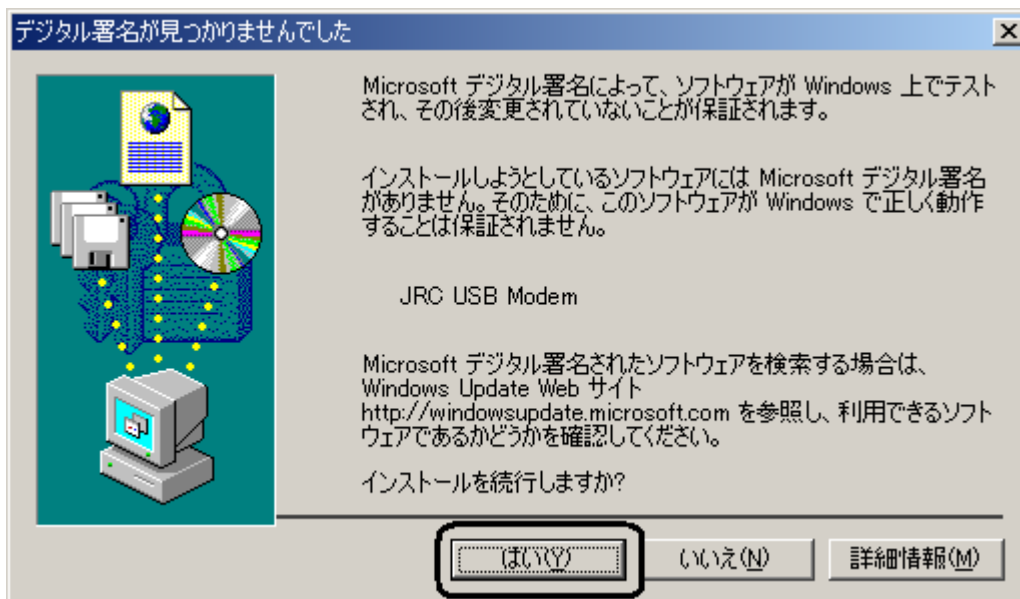 デジタル署名が見つかりませんでした
Microsoft デジタル署名によって、ソフトウェアが Windows 上でテスト
され、その後変更されていないことが保証されます。
インストールしようとしているソフトウェアには Microsoft デジタル署名
がありません。そのために、このソフトウェアが Windows で正しく動作
することは保証されません。
JRC USB Modem
Microsoft デジタル署名されたソフトウェアを検索する場合は、
Windows Update Web サイト
http://windowsupdate.microsoft.com を参照し、利用できるソフト
ウェアであるかどうかを確認してください。
インストールを続行しますか?
はい(Y) いいえ(N) 詳細情報(M)